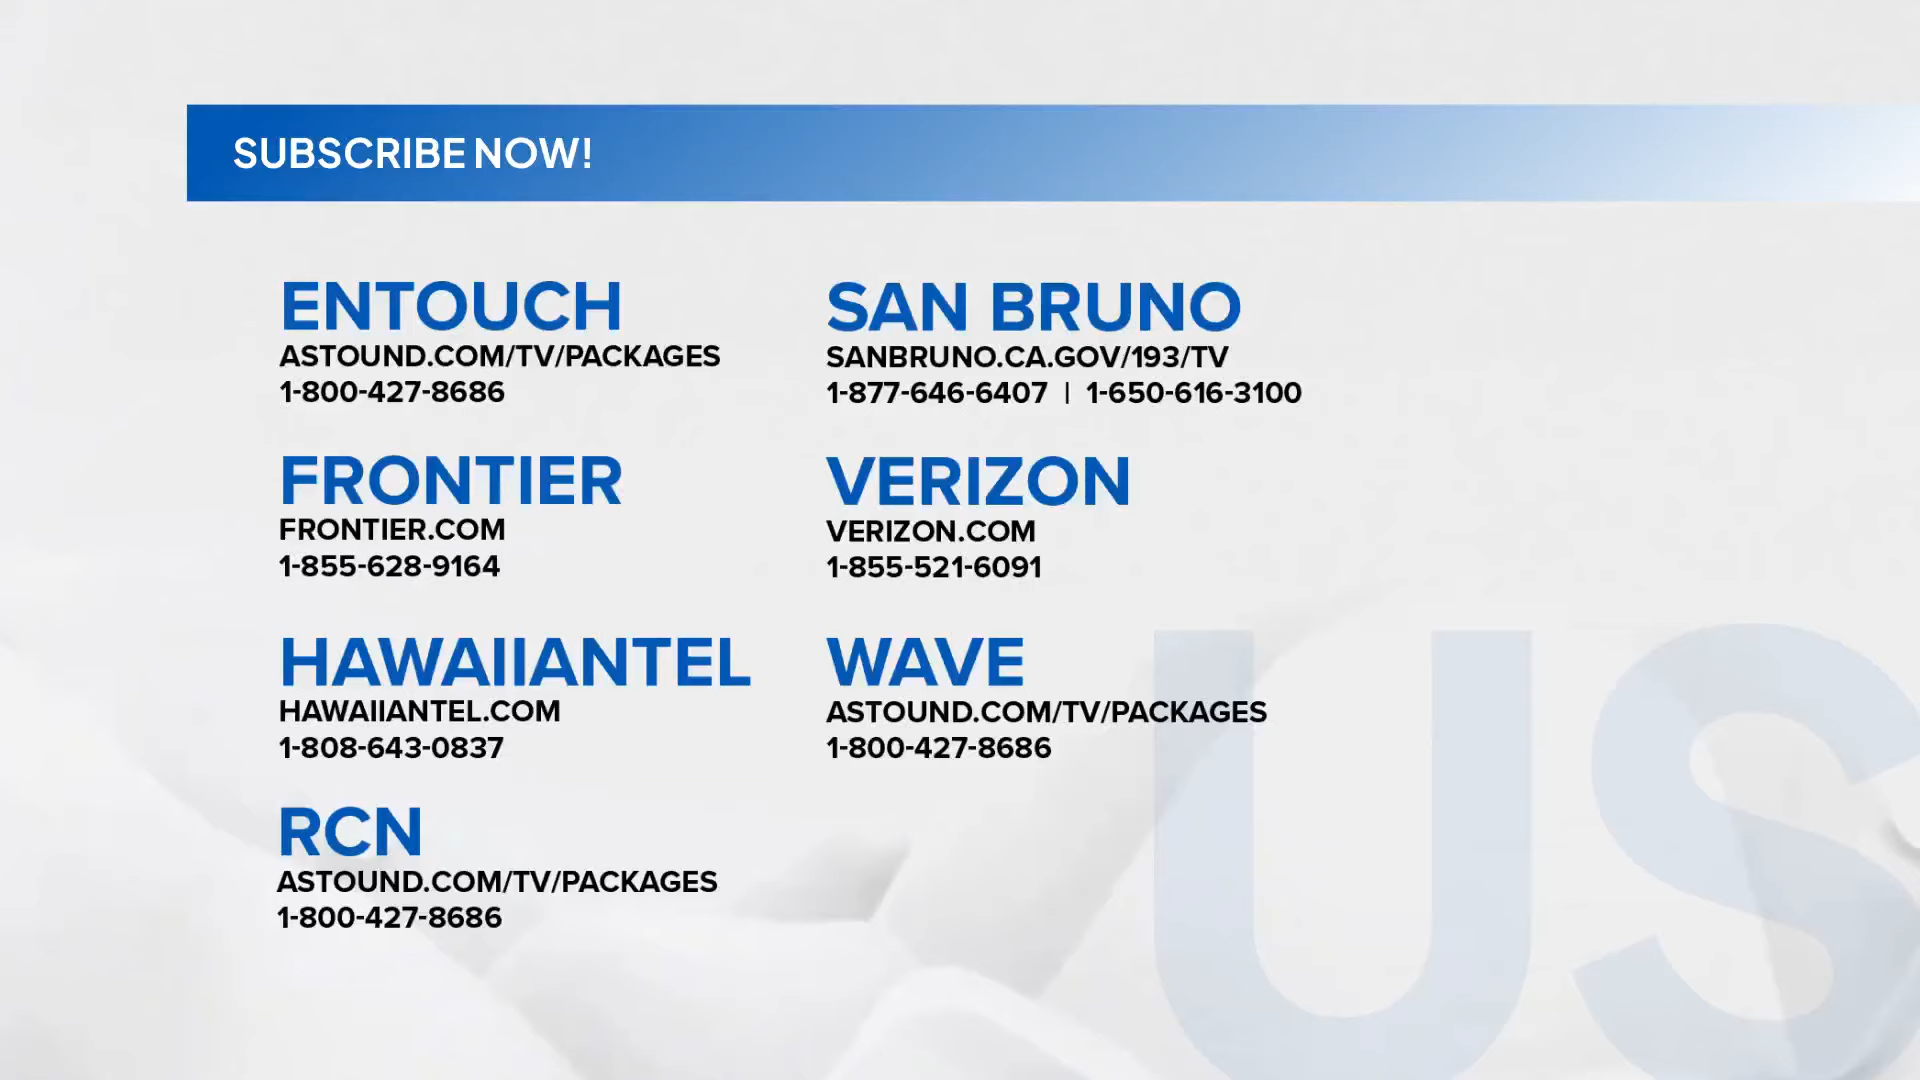 SUBSCRIBE NOW!
ENTOUCH
ASTOUND.COM/TV/PACKAGES
1-800-427-8686
FRONTIER
FRONTIER.COM
1-855-628-9164
HAWAIIANTEL
HAWAIIANTEL.COM
1-808-643-0837
RCN
ASTOUND.COM/TV/PACKAGES
1-800-427-8686
SAN BRUNO
SANBRUNO.CA.GOV/193/TV
1-877-646-6407 | 1-650-616-3100
VERIZON
VERIZON.COM
1-855-521-6091
WAVE
ASTOUND.COM/TV/PACKAGES
1-800-427-8686
US